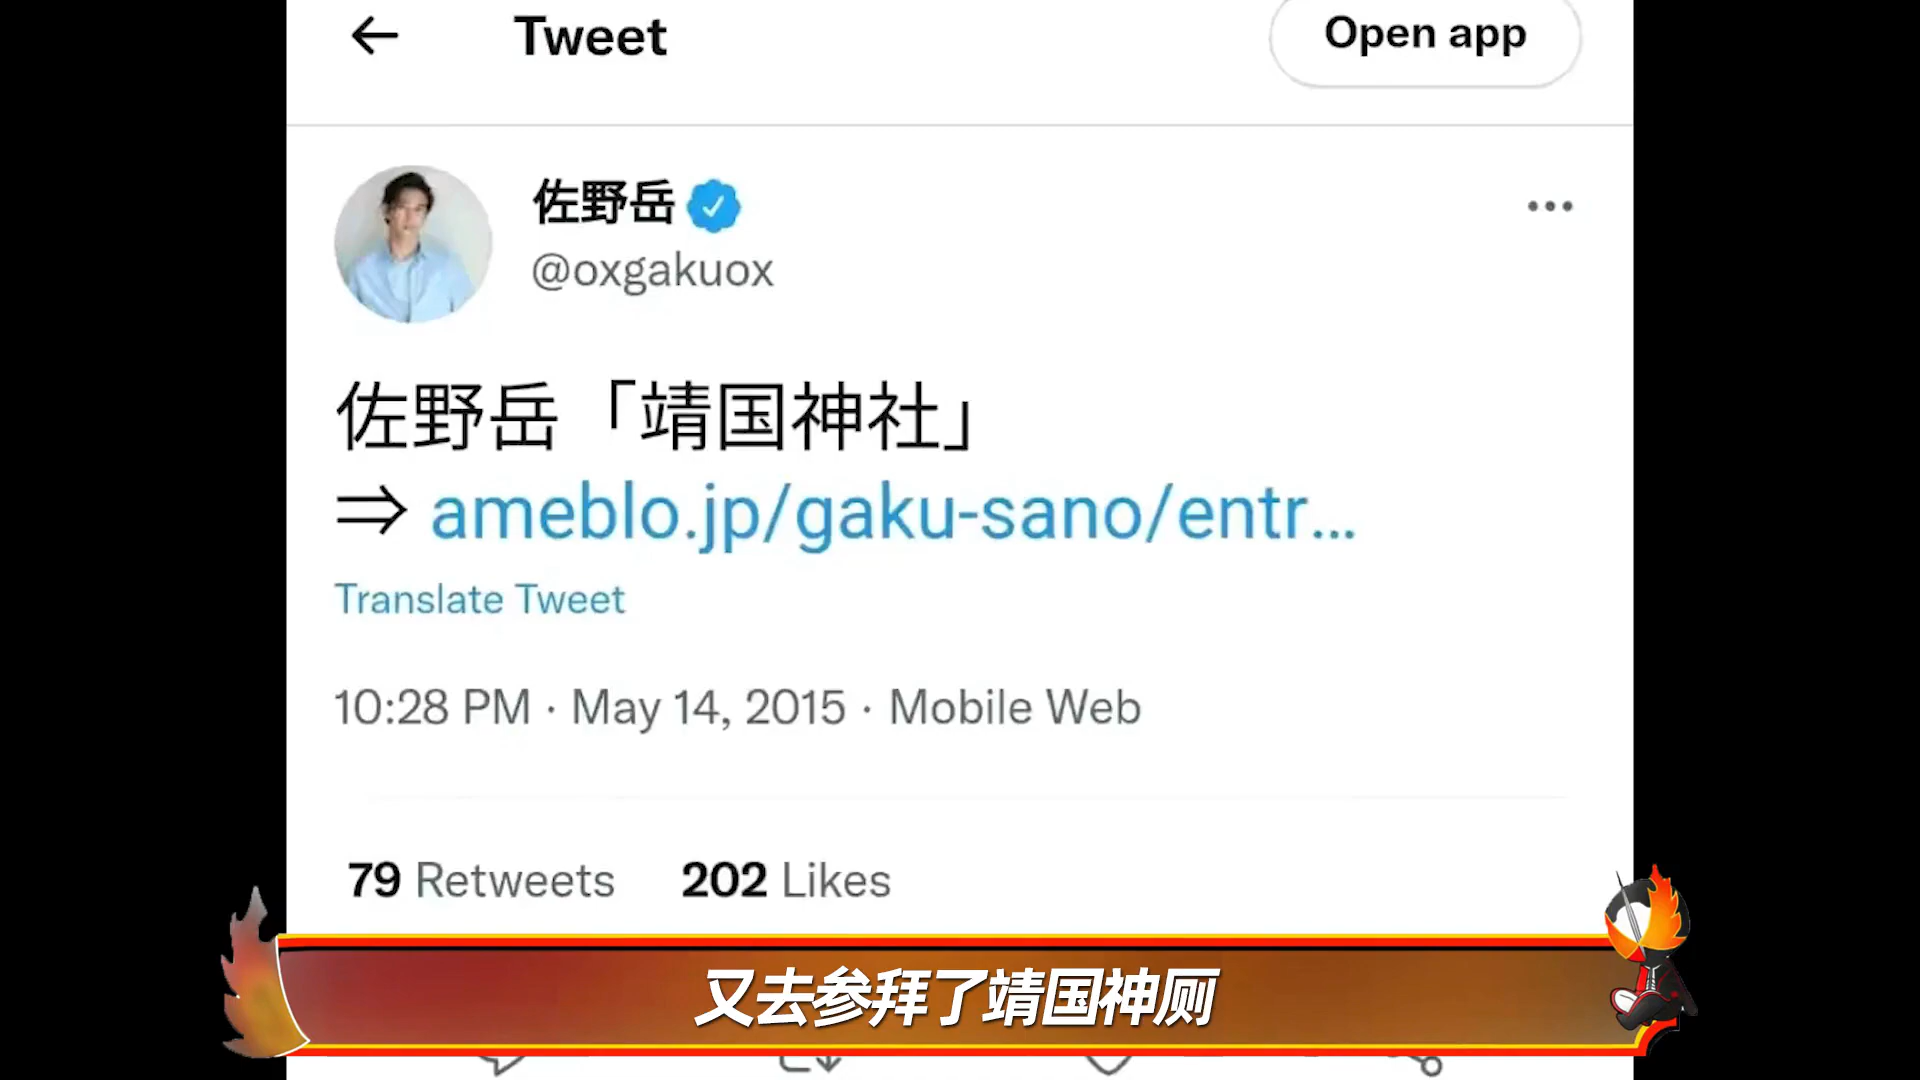 Tweet
Open app
佐野岳
@oxgakuox
佐野岳「靖国神社」
⇒ ameblo.jp/gaku-sano/entr...
Translate Tweet
10:28 PM · May 14, 2015 · Mobile Web
79 Retweets 202 Likes
又去参拜了靖国神厕